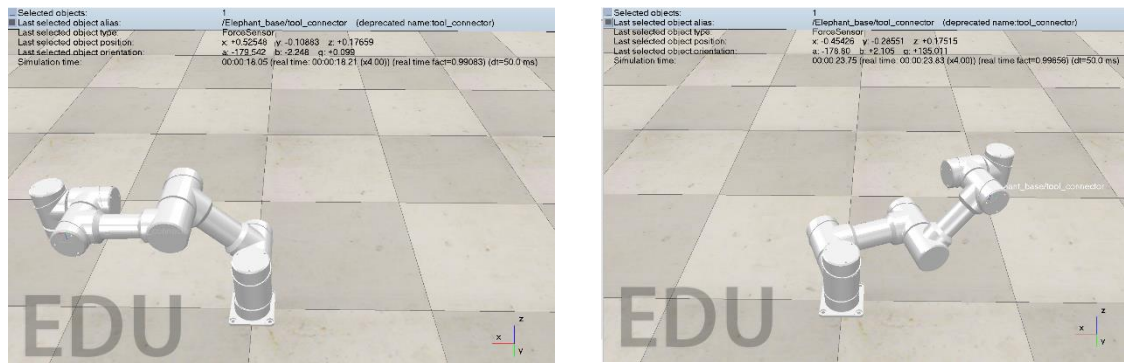 Selected objects: 1
Last selected object alias: /Elephant_base/tool_connector (deprecated name:tool_connector)
Last selected object type: ForceSensor
Last selected object position: x: +0.52548 y: -0.10883 z: +0.17659
Last selected object orientation: a: -179.542 b: -2.248 g: +0.099
Simulation time: 00:00:18.05 (real time: 00:00:18.21 (x4.00)) (real time fact=0.99083) (dt=50.0 ms)
EDU
z
x
y
Selected objects: 1
Last selected object alias: /Elephant_base/tool_connector (deprecated name:tool_connector)
Last selected object type: ForceSensor
Last selected object position: x: -0.45426 y: -0.28551 z: +0.17515
Last selected object orientation: a: -178.80 b: +2.105 g: +135.011
Simulation time: 00:00:23.75 (real time: 00:00:23.83 (x4.00)) (real time fact=0.99856) (dt=50.0 ms)
ant_base/tool_connector
EDU
z
x
y